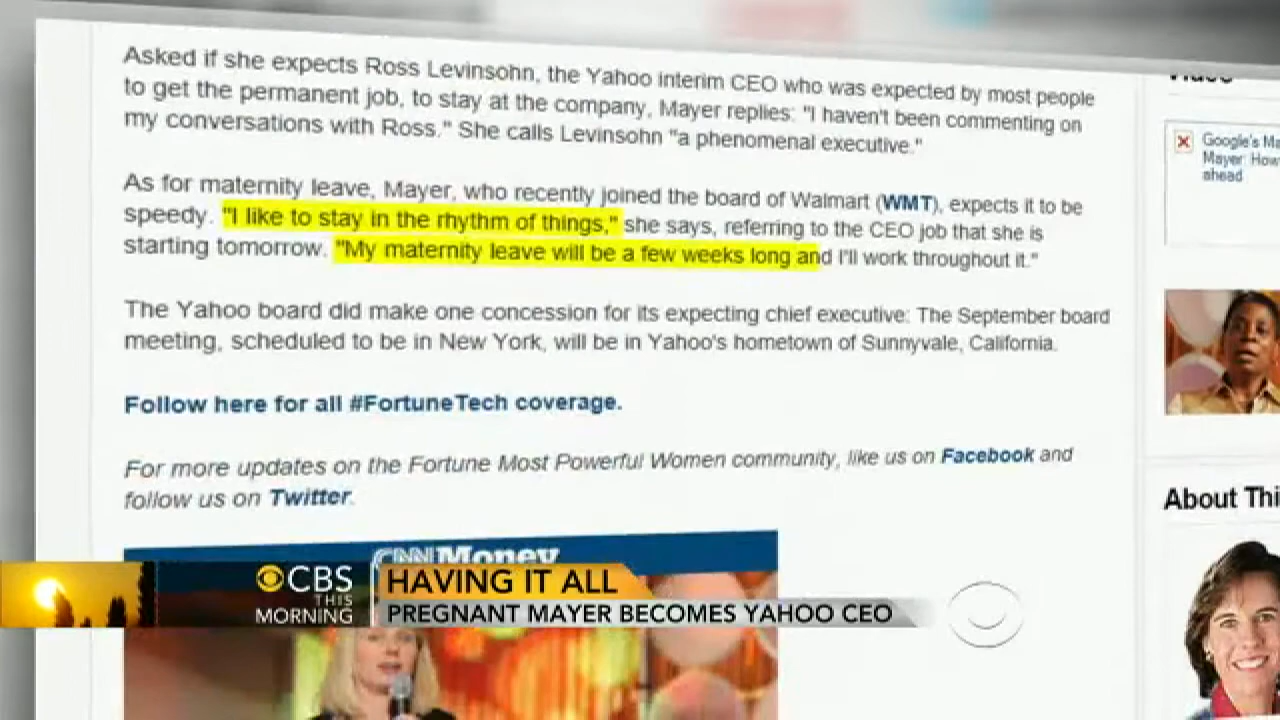 Asked if she expects Ross Levinsohn, the Yahoo interim CEO who was expected by most people
to get the permanent job, to stay at the company, Mayer replies: "I haven't been commenting on
my conversations with Ross." She calls Levinsohn "a phenomenal executive."
As for maternity leave, Mayer, who recently joined the board of Walmart (WMT), expects it to be
speedy. "I like to stay in the rhythm of things," she says, referring to the CEO job that she is
starting tomorrow. "My maternity leave will be a few weeks long and I'll work throughout it."
The Yahoo board did make one concession for its expecting chief executive: The September board
meeting, scheduled to be in New York, will be in Yahoo's hometown of Sunnyvale, California.
Follow here for all #FortuneTech coverage.
For more updates on the Fortune Most Powerful Women community, like us on Facebook and
follow us on Twitter.
CNNMoney
Video
Google's Ma
Mayer: How
ahead
About Thi
CBS
THIS
MORNING
HAVING IT ALL
PREGNANT MAYER BECOMES YAHOO CEO